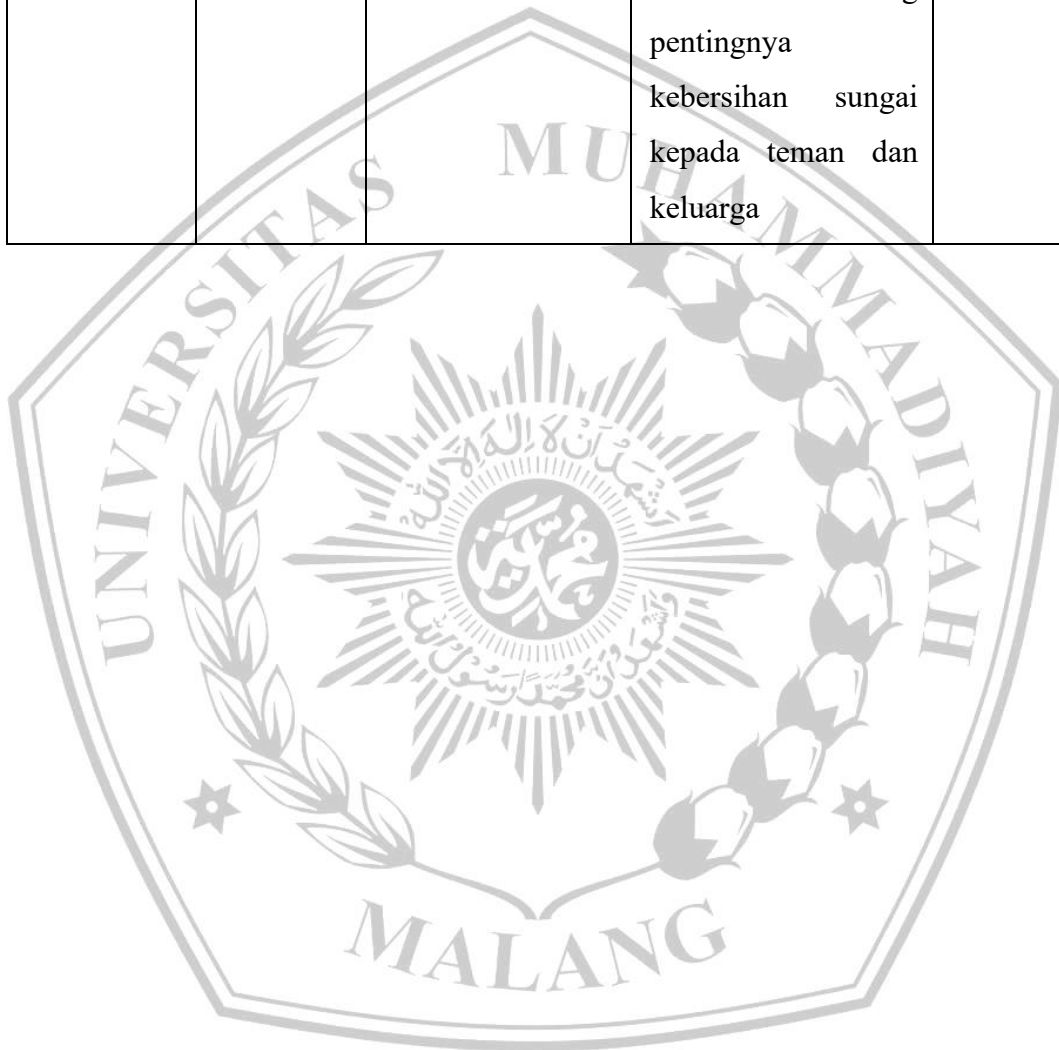 pentingnya
kebersihan sungai
kepada teman dan
keluarga
UNIVERSITAS MUHAMMADIYAH
MALANG